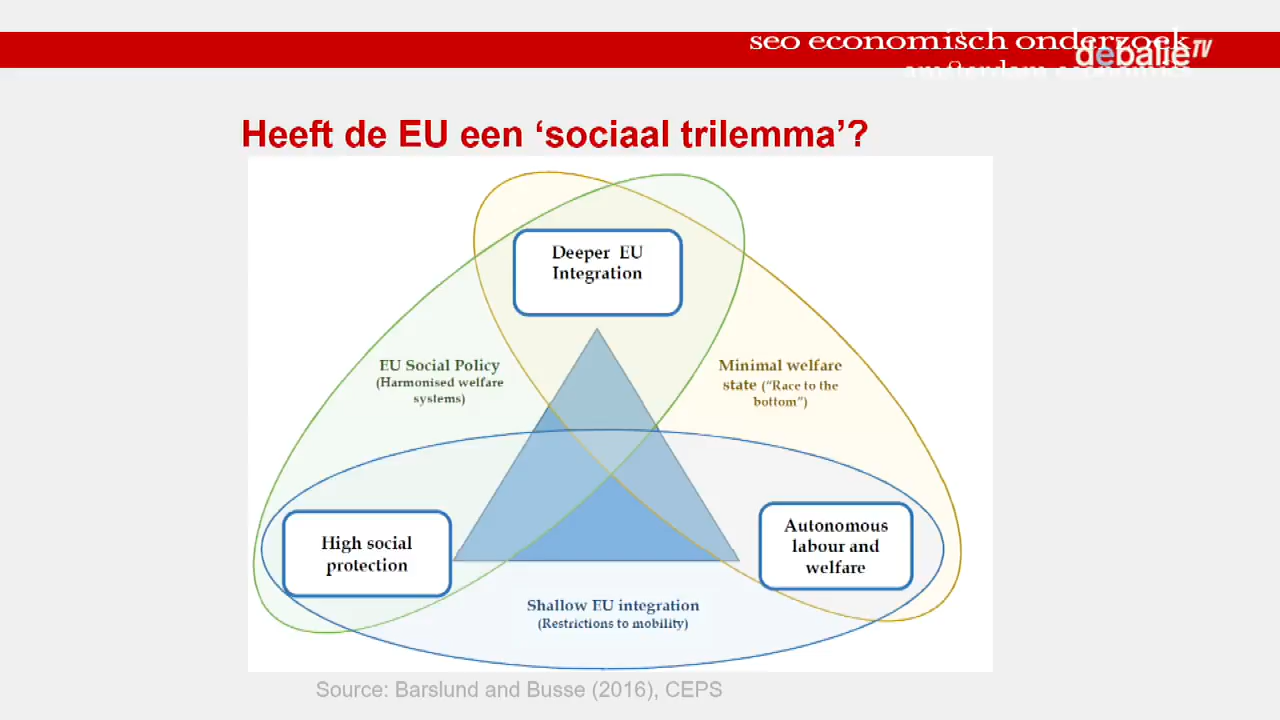 seo economisch onderzoek
debalie TV
amsterdam economics
Heeft de EU een ‘sociaal trilemma’?
Deeper EU
Integration
EU Social Policy
(Harmonised welfare
systems)
Minimal welfare
state (“Race to the
bottom”)
High social
protection
Autonomous
labour and
welfare
Shallow EU integration
(Restrictions to mobility)
Source: Barslund and Busse (2016), CEPS